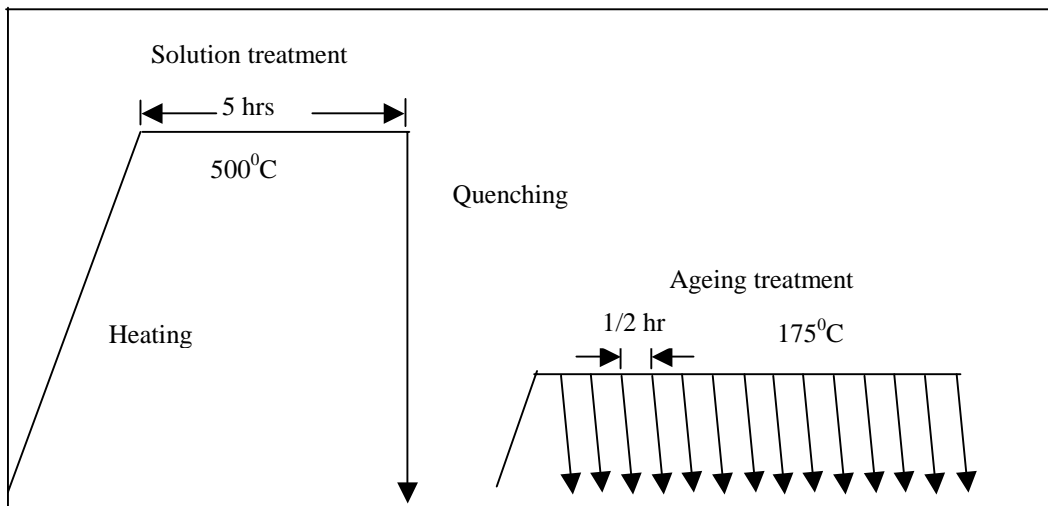 Solution treatment
5 hrs
500⁰C
Quenching
Heating
Ageing treatment
1/2 hr
175⁰C